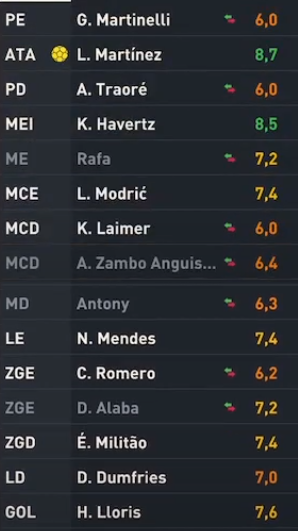 PE G. Martinelli 6,0
ATA L. Martínez 8,7
PD A. Traoré 6,0
MEI K. Havertz 8,5
ME Rafa 7,2
MCE L. Modrić 7,4
MCD K. Laimer 6,0
MCD A. Zambo Anguis... 6,4
MD Antony 6,3
LE N. Mendes 7,4
ZGE C. Romero 6,2
ZGE D. Alaba 7,2
ZGD É. Militão 7,4
LD D. Dumfries 7,0
GOL H. Lloris 7,6